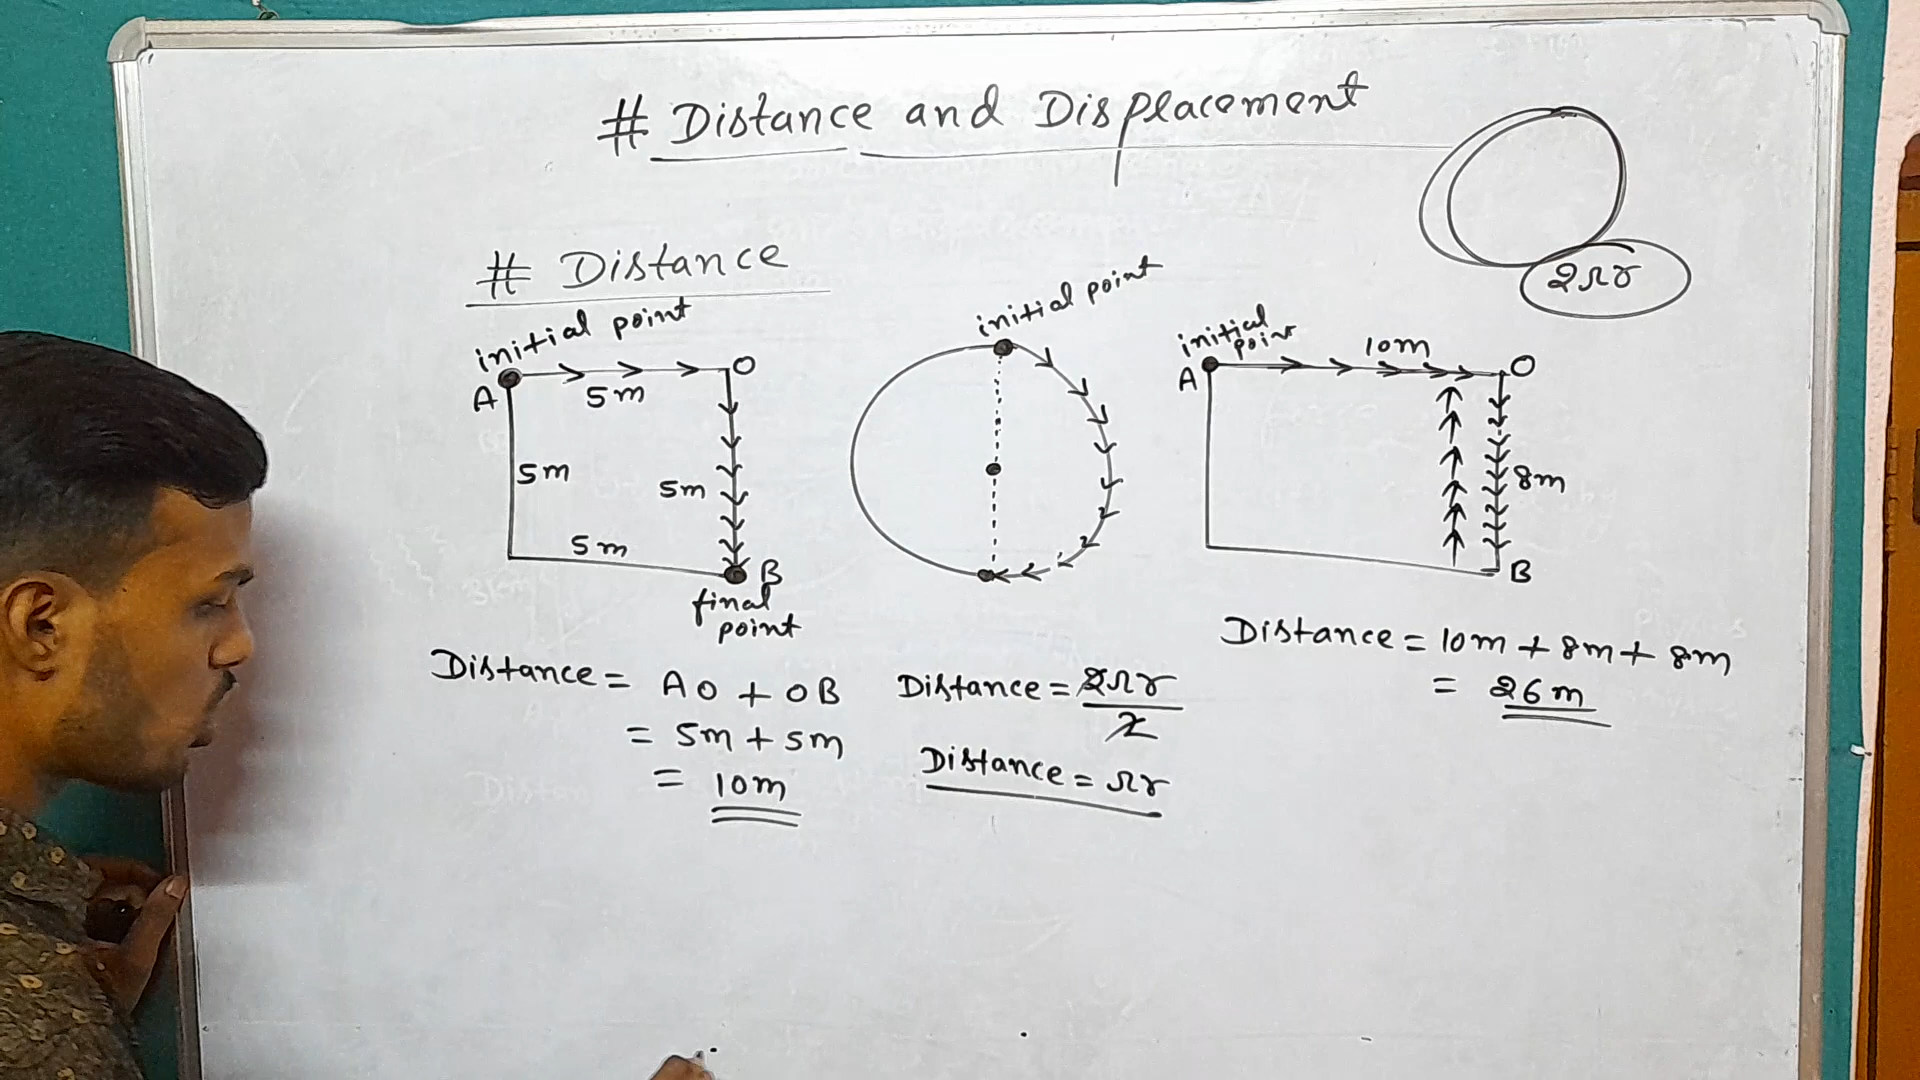 # Distance and Displacement
2πr
# Distance
initial point
A
5m
O
5m
5m
5m
B
final
point
Distance = AO + OB
= 5m + 5m
= 10m
initial point
Distance = 2πr
2
Distance = πr
initial
point
A
10m
O
8m
B
Distance = 10m + 8m + 8m
= 26m